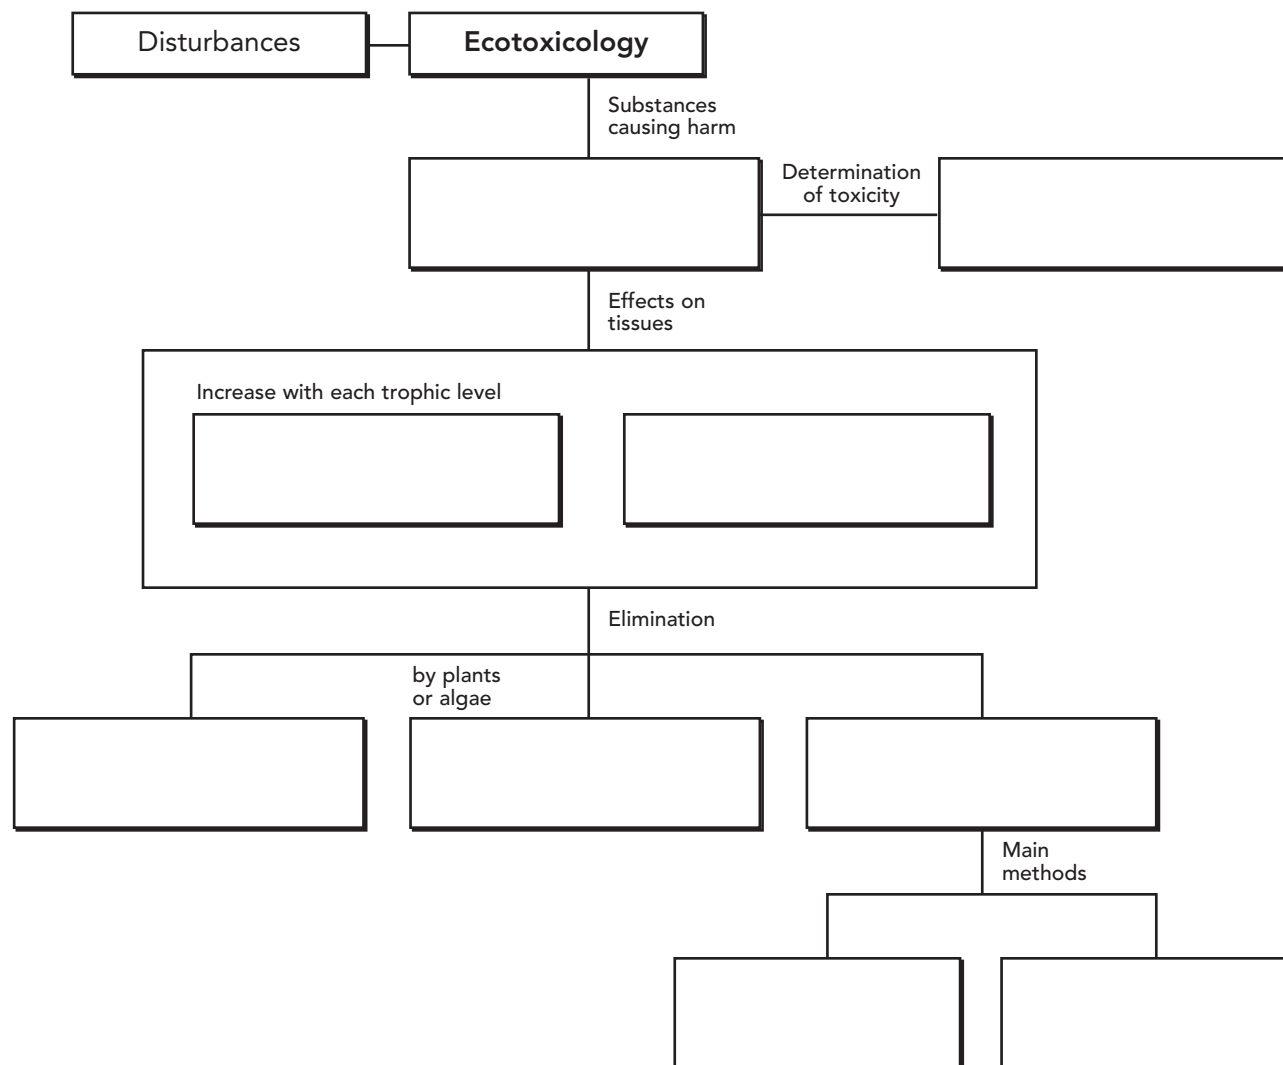 Disturbances
Ecotoxicology
Substances
causing harm
Determination
of toxicity
Effects on
tissues
Increase with each trophic level
Elimination
by plants
or algae
Main
methods